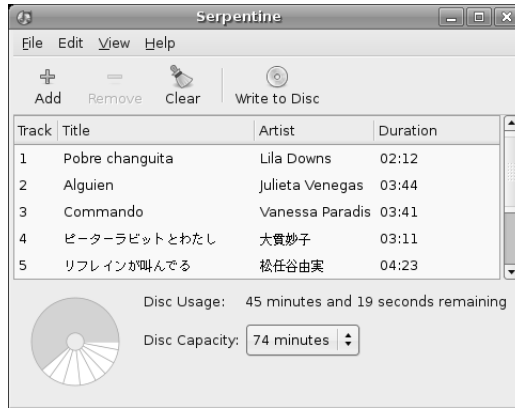 Serpentine
File Edit View Help
Add Remove Clear Write to Disc
Track Title Artist Duration
1 Pobre changuita Lila Downs 02:12
2 Alguien Julieta Venegas 03:44
3 Commando Vanessa Paradis 03:41
4 ピーターラビットとわたし 大貫妙子 03:11
5 リフレインが叫んでる 松任谷由実 04:23
Disc Usage: 45 minutes and 19 seconds remaining
Disc Capacity: 74 minutes